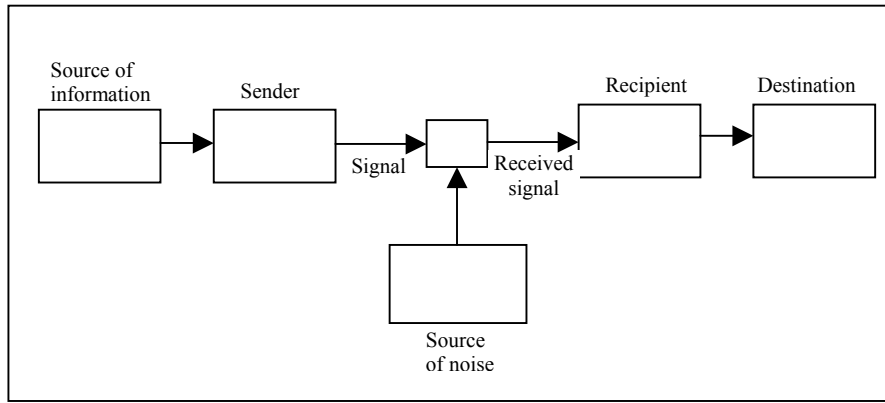 Source of
information
Sender
Signal
Received
signal
Recipient
Destination
Source
of noise